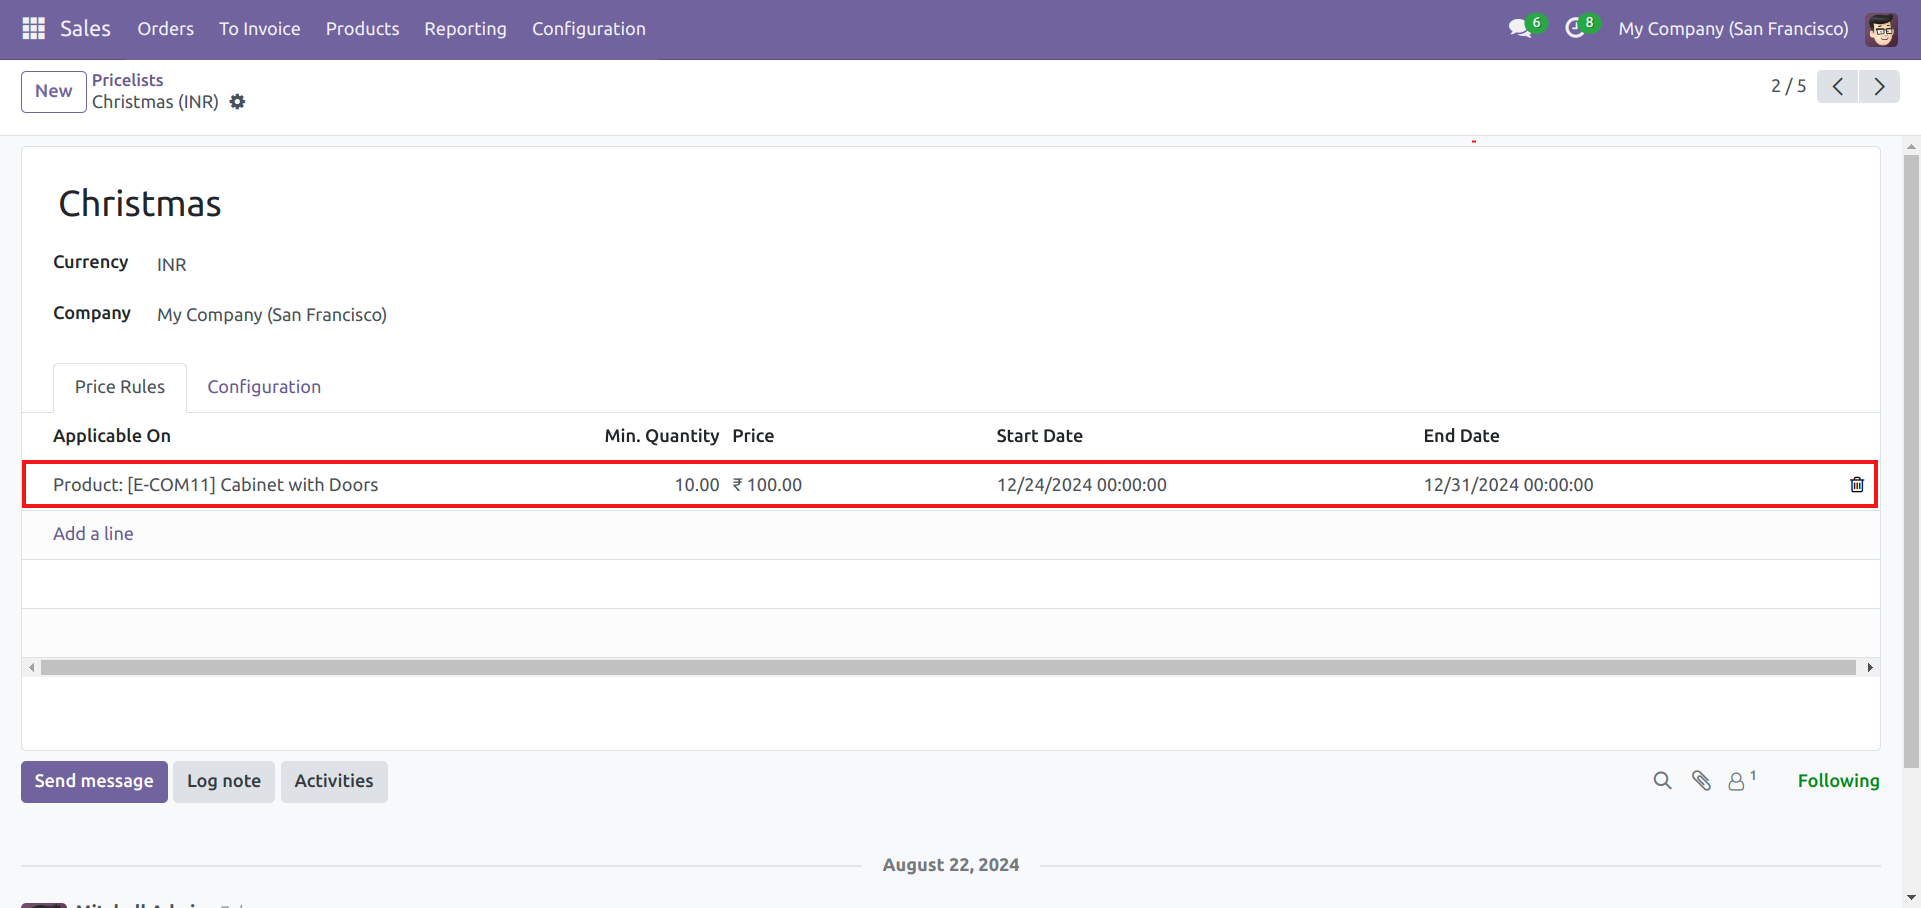 Sales Orders To Invoice Products Reporting Configuration 6 8 My Company (San Francisco)
New Pricelists
Christmas (INR) 2 / 5
Christmas
Currency INR
Company My Company (San Francisco)
Price Rules Configuration
Applicable On Min. Quantity Price Start Date End Date
Product: [E-COM11] Cabinet with Doors 10.00 ₹ 100.00 12/24/2024 00:00:00 12/31/2024 00:00:00
Add a line
Send message Log note Activities 1 Following
August 22, 2024